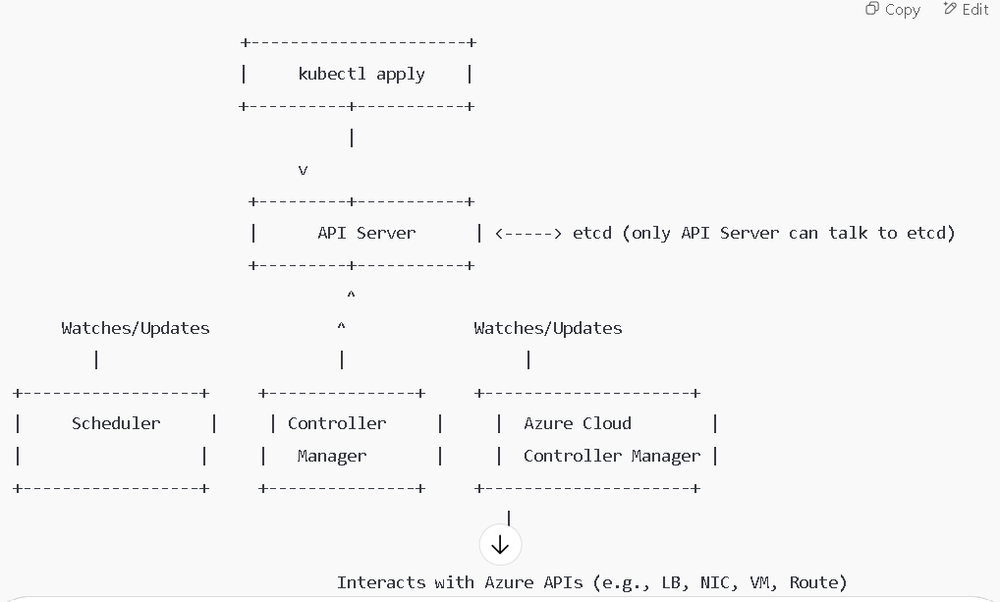 Copy Edit
+----------------------+
| kubectl apply |
+----------+-----------+
|
v
+---------+-----------+
| API Server | <-----> etcd (only API Server can talk to etcd)
+---------+-----------+
^
Watches/Updates ^ Watches/Updates
| | |
+------------------+ +---------------+ +--------------------+
| Scheduler | | Controller | | Azure Cloud |
| | | Manager | | Controller Manager |
+------------------+ +---------------+ +--------------------+
|
Interacts with Azure APIs (e.g., LB, NIC, VM, Route)